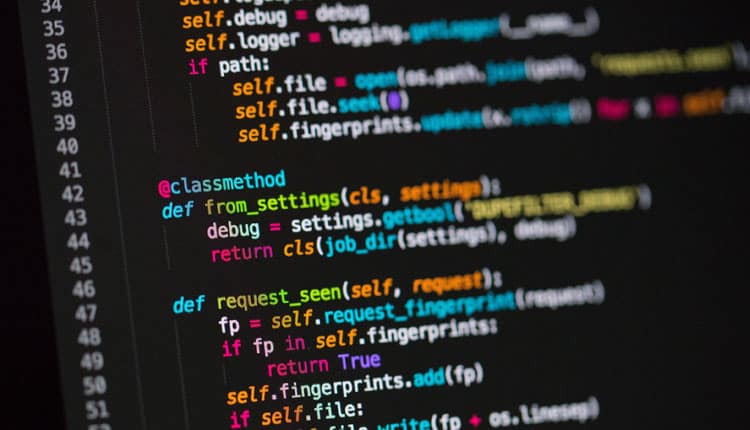 34
35 self.debug = debug
36 self.logger = logging.getLogger(__name__)
37 if path:
38 self.file = open(os.path.join(path, 'requests.seen')
39 self.file.seek(0)
40 self.fingerprints.update(x.rstrip() for x in self.
41
42 @classmethod
43 def from_settings(cls, settings):
44 debug = settings.getbool('DUPEFILTER_DEBUG')
45 return cls(job_dir(settings), debug)
46
47 def request_seen(self, request):
48 fp = self.request_fingerprint(request)
49 if fp in self.fingerprints:
50 return True
51 self.fingerprints.add(fp)
if self.file:
self.file.write(fp + os.linesep)